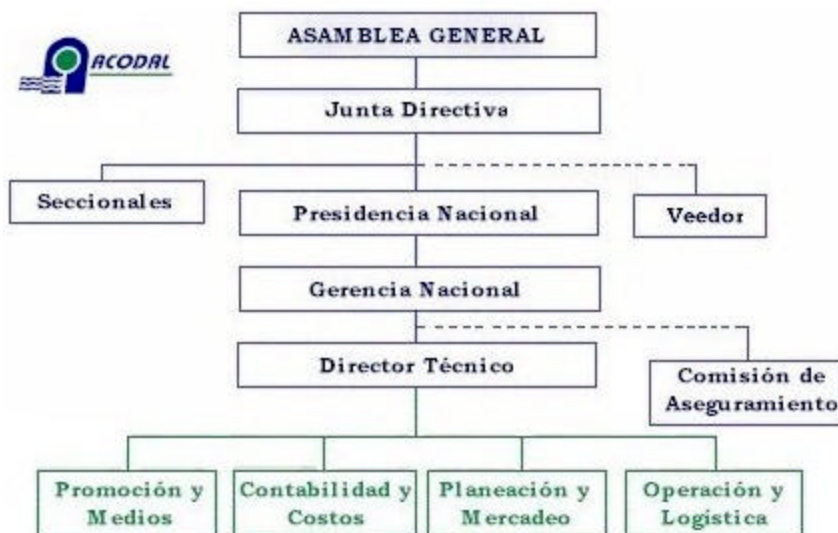 ASAMBLEA GENERAL
ACODAL
Junta Directiva
Seccionales
Presidencia Nacional
Veedor
Gerencia Nacional
Director Técnico
Comisión de
Aseguramiento
Promoción y
Medios
Contabilidad y
Costos
Planeación y
Mercadeo
Operación y
Logística